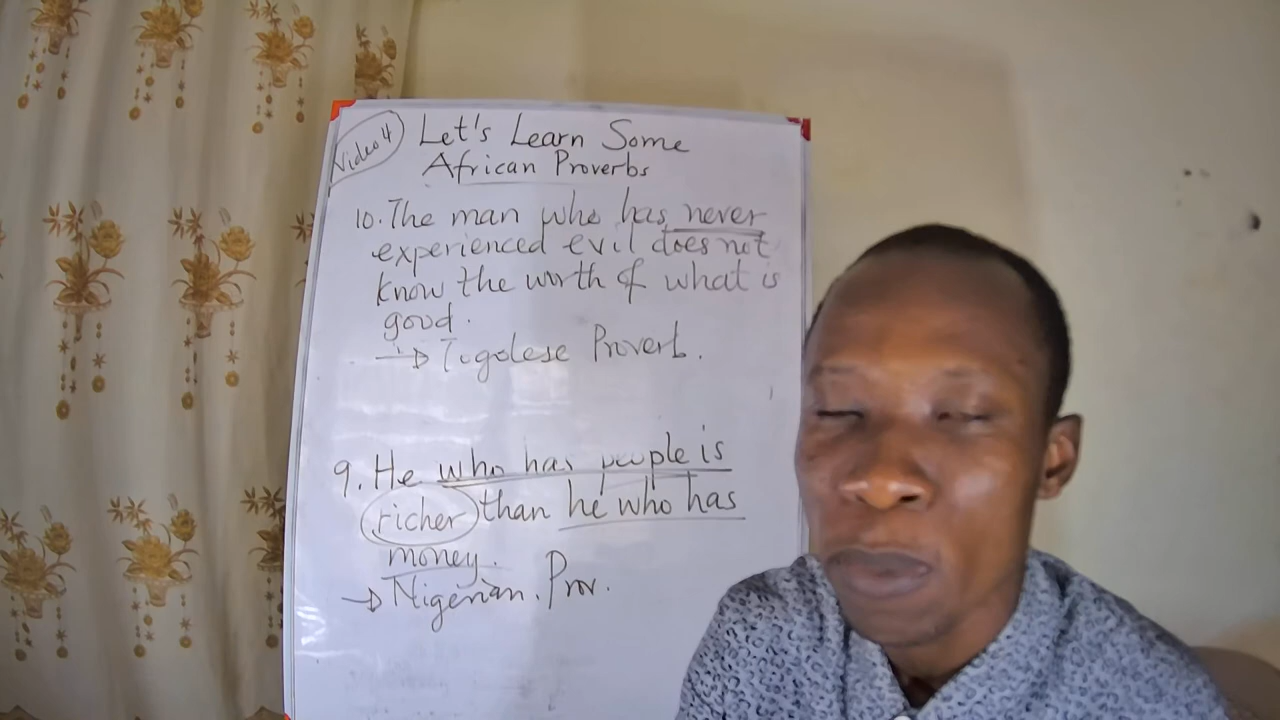 Video 4
Let's Learn Some
African Proverbs
10. The man who has never
experienced evil does not
know the worth of what is
good.
→ Togolese Proverb.
9. He who has people is
richer than he who has
money.
→ Nigerian. Prov.